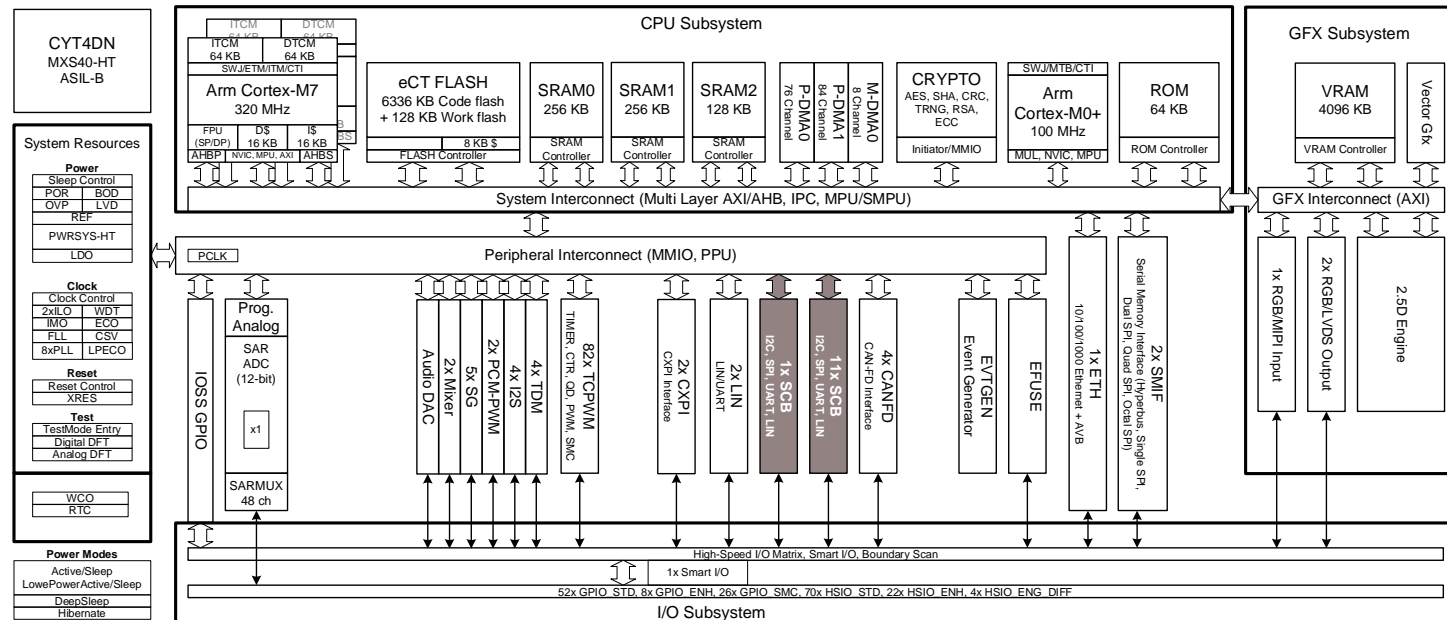 CYT4DN
MXS40-HT
ASIL-B
System Resources
Power
Sleep Control
POR BOD
OVP LVD
REF
PWRSYS-HT
LDO
Clock
Clock Control
2xILO WDT
IMO ECO
FLL CSV
8xPLL LPECO
Reset
Reset Control
XRES
Test
TestMode Entry
Digital DFT
Analog DFT
WCO
RTC
Power Modes
Active/Sleep
LowePowerActive/Sleep
DeepSleep
Hibernate
CPU Subsystem
ITCM DTCM
64 KB 64 KB
ITCM DTCM
64 KB 64 KB
SWJ/ETM/ITM/CTI
Arm Cortex-M7
320 MHz
FPU D$ I$
(SP/DP) 16 KB 16 KB
AHBP NVIC, MPU, AXI AHBS
eCT FLASH
6336 KB Code flash
+ 128 KB Work flash
8 KB $
FLASH Controller
SRAM0
256 KB
SRAM
Controller
SRAM1
256 KB
SRAM
Controller
SRAM2
128 KB
SRAM
Controller
P-DMA0
76 Channel
P-DMA1
84 Channel
M-DMA0
8 Channel
CRYPTO
AES, SHA, CRC,
TRNG, RSA,
ECC
Initiator/MMIO
SWJ/MTB/CTI
Arm
Cortex-M0+
100 MHz
MUL, NVIC, MPU
ROM
64 KB
ROM Controller
System Interconnect (Multi Layer AXI/AHB, IPC, MPU/SMPU)
GFX Subsystem
VRAM
4096 KB
VRAM Controller
Vector Gfx
GFX Interconnect (AXI)
1x RGB/MIPI Input
2x RGB/LVDS Output
2.5D Engine
PCLK
Peripheral Interconnect (MMIO, PPU)
IOSS GPIO
Prog.
Analog
SAR
ADC
(12-bit)
x1
SARMUX
48 ch
Audio DAC
2x Mixer
5x SG
2x PCM-PWM
4x I2S
4x TDM
82x TCPWM
TIMER, CTR, QD, PWM, SMC
2x CXPI
CXPI Interface
2x LIN
LIN/UART
1x SCB
I2C, SPI, UART, LIN
11x SCB
I2C, SPI, UART, LIN
4x CANFD
CAN-FD Interface
EVTGEN
Event Generator
EFUSE
1x ETH
10/100/1000 Ethernet + AVB
2x SMIF
Serial Memory Interface (Hyperbus, Single SPI,
Dual SPI, Quad SPI, Octal SPI)
High-Speed I/O Matrix, Smart I/O, Boundary Scan
1x Smart I/O
52x GPIO_STD, 8x GPIO_ENH, 26x GPIO_SMC, 70x HSIO_STD, 22x HSIO_ENH, 4x HSIO_ENG_DIFF
I/O Subsystem